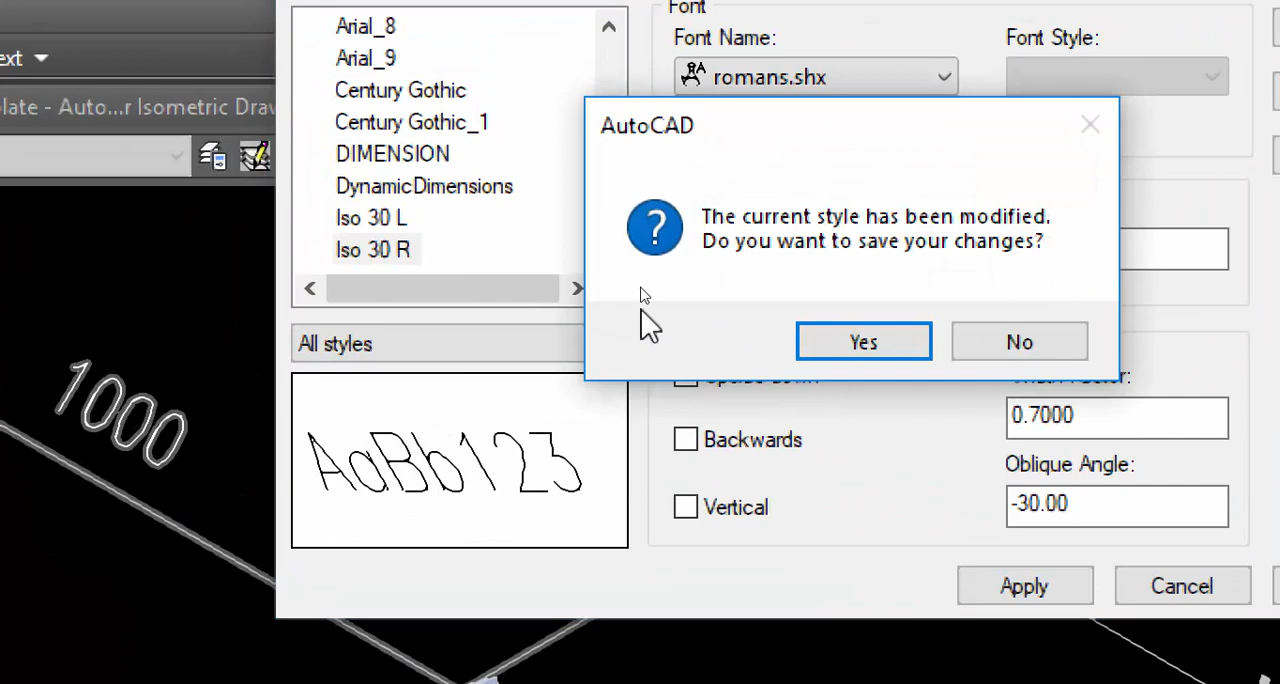 Font
Arial_8
Font Name:
Font Style:
ext
Arial_9
romans.shx
Century Gothic
late - Auto...r Isometric Draw
AutoCAD
Century Gothic_1
DIMENSION
DynamicDimensions
The current style has been modified.
Iso 30 L
Do you want to save your changes?
Iso 30 R
All styles
Yes
No
1000
0.7000
Backwards
AaBb123
Oblique Angle:
-30.00
Vertical
Apply
Cancel